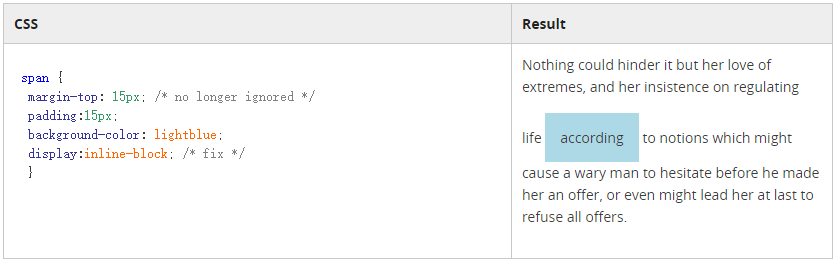 CSS
Result
span {
margin-top: 15px; /* no longer ignored */
padding:15px;
background-color: lightblue;
display:inline-block; /* fix */
}
Nothing could hinder it but her love of
extremes, and her insistence on regulating
life according to notions which might
cause a wary man to hesitate before he made
her an offer, or even might lead her at last to
refuse all offers.